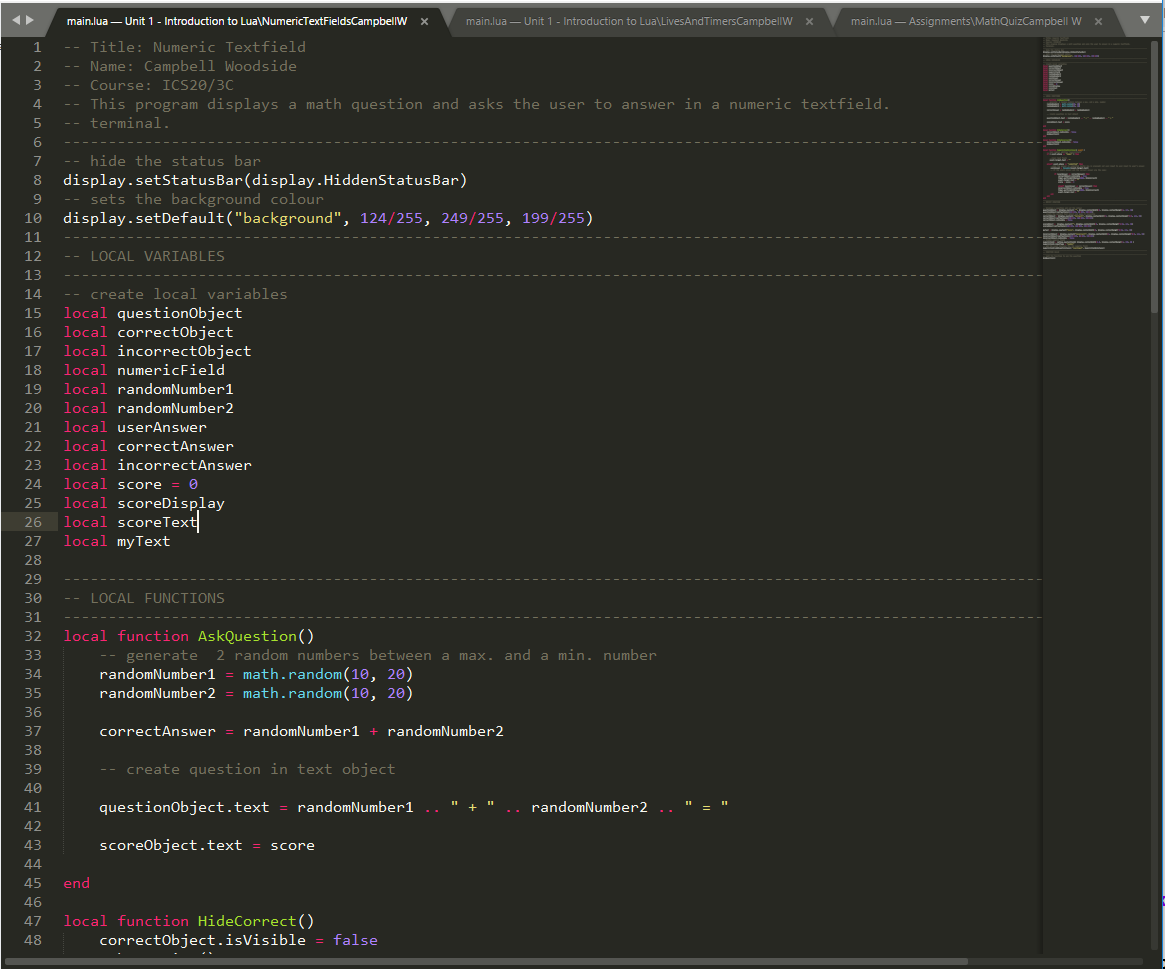 main.lua — Unit 1 - Introduction to Lua\NumericTextFieldsCampbellW × main.lua — Unit 1 - Introduction to Lua\LivesAndTimersCampbellW × main.lua — Assignments\MathQuizCampbell W ×
1 -- Title: Numeric Textfield
2 -- Name: Campbell Woodside
3 -- Course: ICS20/3C
4 -- This program displays a math question and asks the user to answer in a numeric textfield.
5 -- terminal.
6 ------------------------------------------------------------------------------------------------------------
7 -- hide the status bar
8 display.setStatusBar(display.HiddenStatusBar)
9 -- sets the background colour
10 display.setDefault("background", 124/255, 249/255, 199/255)
11 ------------------------------------------------------------------------------------------------------------
12 -- LOCAL VARIABLES
13 ------------------------------------------------------------------------------------------------------------
14 -- create local variables
15 local questionObject
16 local correctObject
17 local incorrectObject
18 local numericField
19 local randomNumber1
20 local randomNumber2
21 local userAnswer
22 local correctAnswer
23 local incorrectAnswer
24 local score = 0
25 local scoreDisplay
26 local scoreText
27 local myText
28
29 ------------------------------------------------------------------------------------------------------------
30 -- LOCAL FUNCTIONS
31 ------------------------------------------------------------------------------------------------------------
32 local function AskQuestion()
33 -- generate  2 random numbers between a max. and a min. number
34 randomNumber1 = math.random(10, 20)
35 randomNumber2 = math.random(10, 20)
36
37 correctAnswer = randomNumber1 + randomNumber2
38
39 -- create question in text object
40
41 questionObject.text = randomNumber1 .. " + " .. randomNumber2 .. " = "
42
43 scoreObject.text = score
44
45 end
46
47 local function HideCorrect()
48 correctObject.isVisible = false